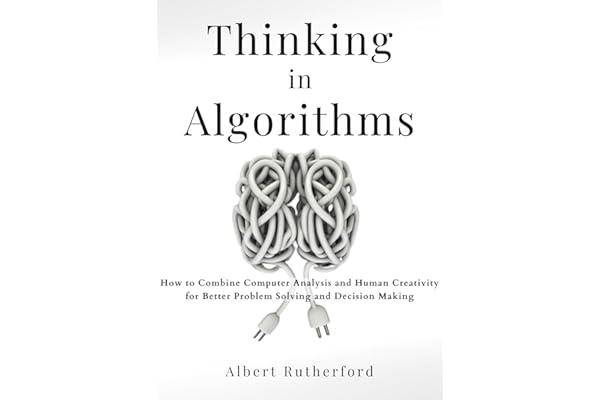 Thinking
in
Algorithms
How to Combine Computer Analysis and Human Creativity
for Better Problem Solving and Decision Making
Albert Rutherford